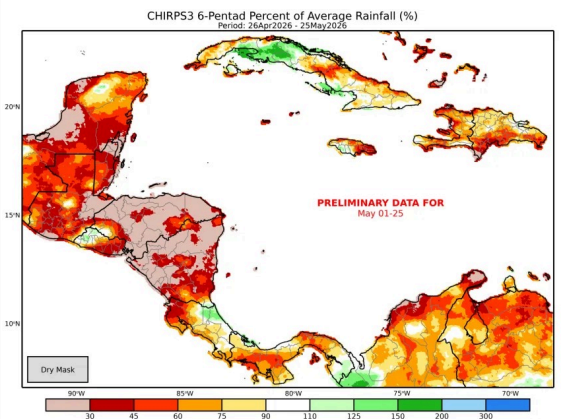 CHIRPS3 6-Pentad Percent of Average Rainfall (%)
Period: 26Apr2026 - 25May2026
20°N
PRELIMINARY DATA FOR
May 01-25
15°N
10°N
Dry Mask
90°W 85°W 80°W 75°W 70°W
45 75 110 150 300
30 60 90 125 200